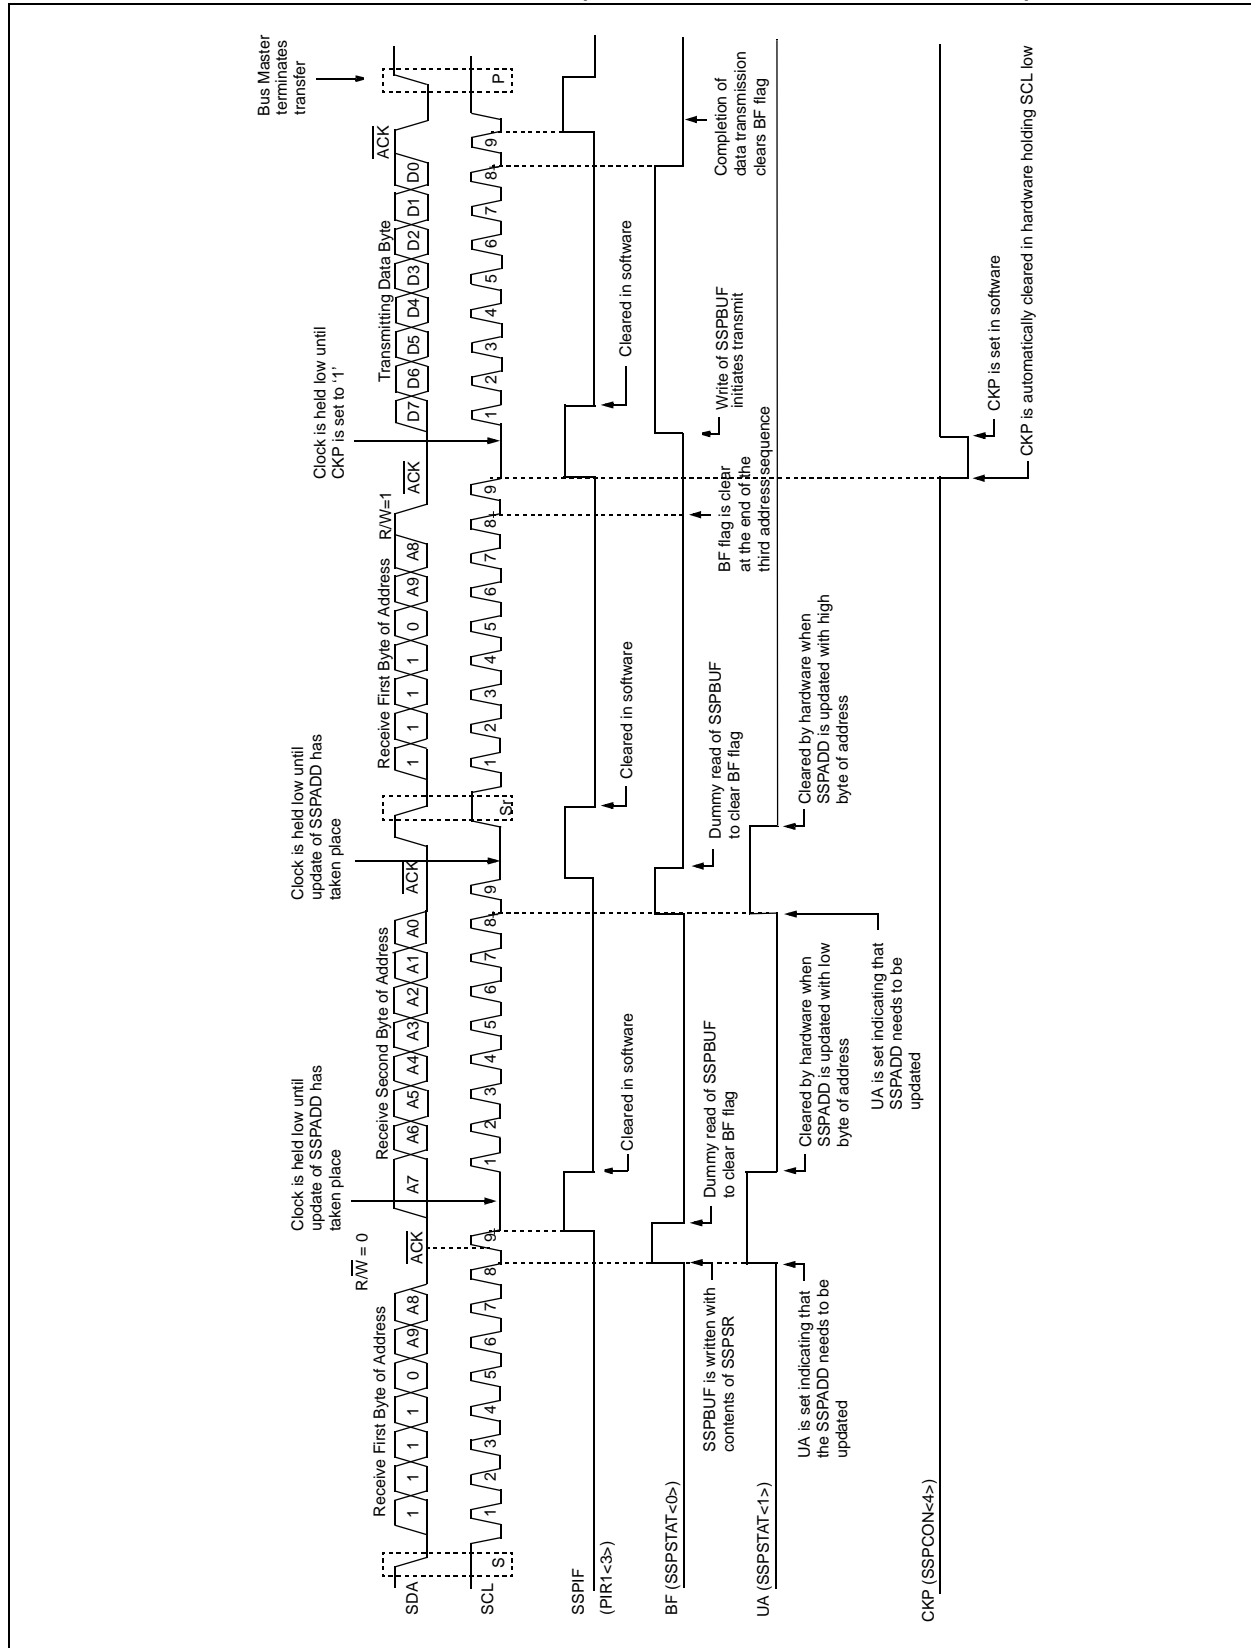 Bus Master
terminates
transfer
Clock is held low until
CKP is set to ‘1’
Clock is held low until
update of SSPADD has
taken place
Clock is held low until
update of SSPADD has
taken place
R/W = 0
R/W=1
Receive First Byte of Address
Receive Second Byte of Address
Receive First Byte of Address
Transmitting Data Byte
SDA
1 1 1 1 0 A9 A8
ACK
A7 A6 A5 A4 A3 A2 A1 A0
ACK
1 1 1 1 0 A9 A8
ACK
D7 D6 D5 D4 D3 D2 D1 D0
ACK
SCL
S
1 2 3 4 5 6 7 8 9
1 2 3 4 5 6 7 8 9
Sr
1 2 3 4 5 6 7 8 9
1 2 3 4 5 6 7 8 9
P
SSPIF
(PIR1<3>)
Cleared in software
Cleared in software
Cleared in software
BF (SSPSTAT<0>)
SSPBUF is written with
contents of SSPSR
Dummy read of SSPBUF
to clear BF flag
Dummy read of SSPBUF
to clear BF flag
BF flag is clear
at the end of the
third address sequence
Write of SSPBUF
initiates transmit
Completion of
data transmission
clears BF flag
UA (SSPSTAT<1>)
UA is set indicating that
the SSPADD needs to be
updated
Cleared by hardware when
SSPADD is updated with low
byte of address
UA is set indicating that
SSPADD needs to be
updated
Cleared by hardware when
SSPADD is updated with high
byte of address
CKP (SSPCON<4>)
CKP is set in software
CKP is automatically cleared in hardware holding SCL low